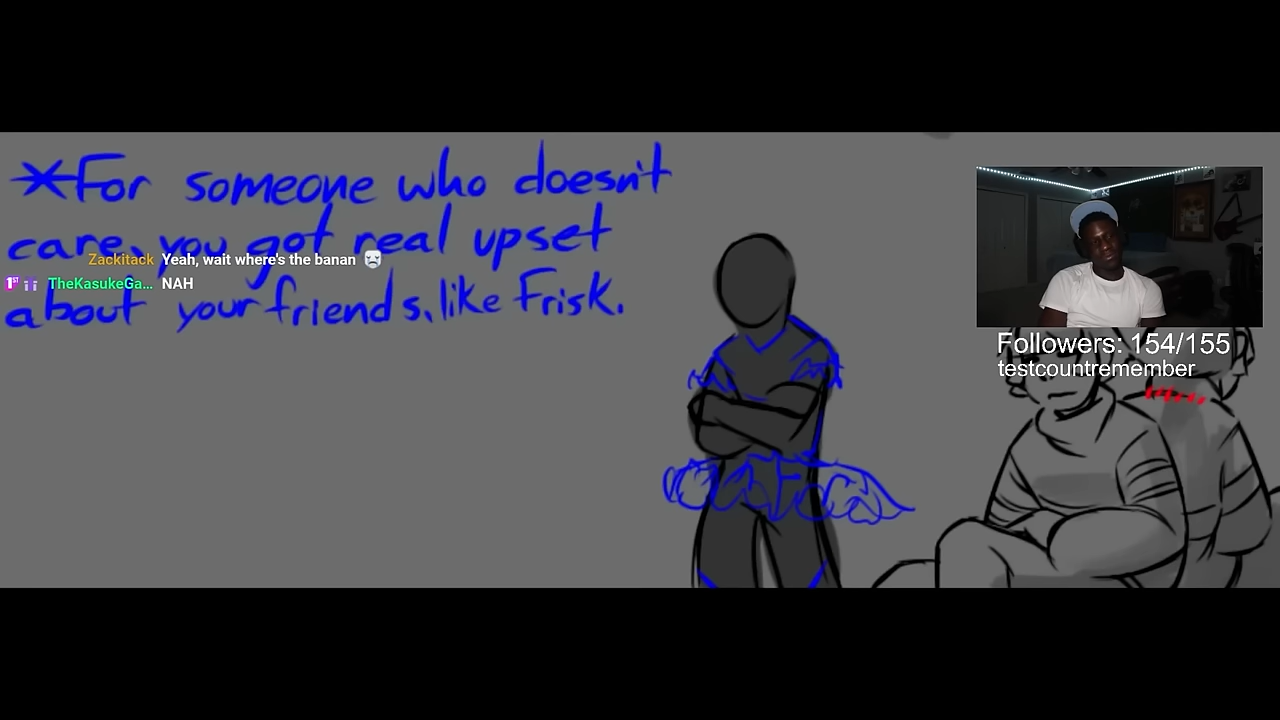 *For someone who doesn't
care, you got real upset
about your friends, like Frisk.
Zackitack Yeah, wait where's the banan
TheKasukeGa... NAH
Followers: 154/155
testcountremember